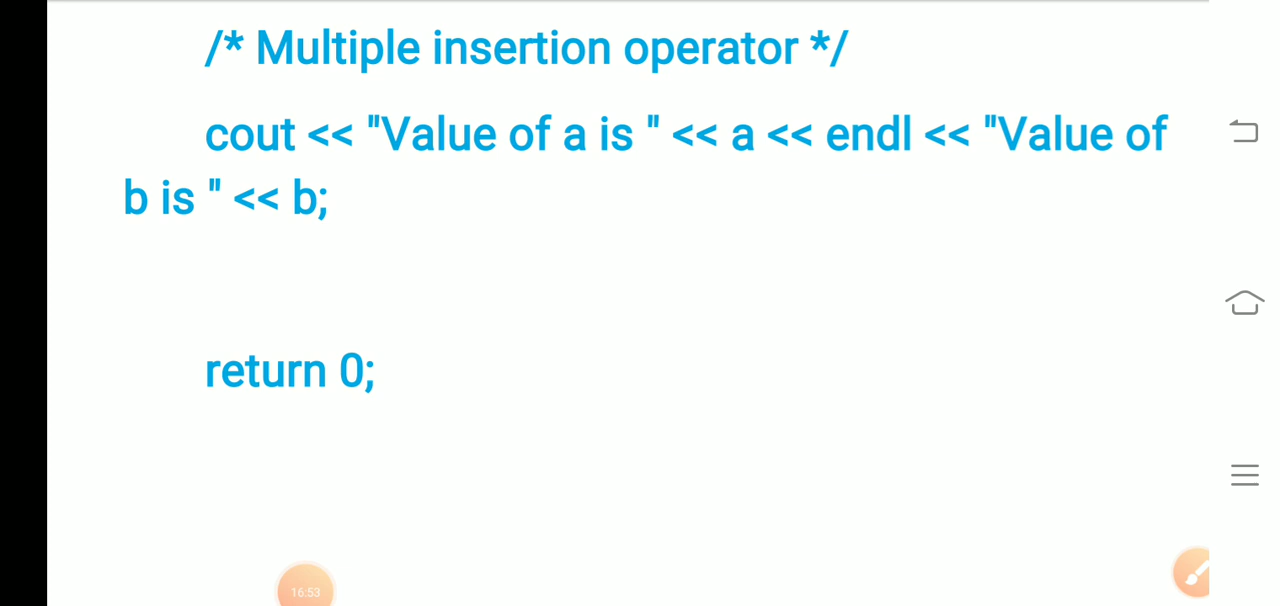 /* Multiple insertion operator */
cout << "Value of a is " << a << endl << "Value of
b is " << b;
return 0;
16:53